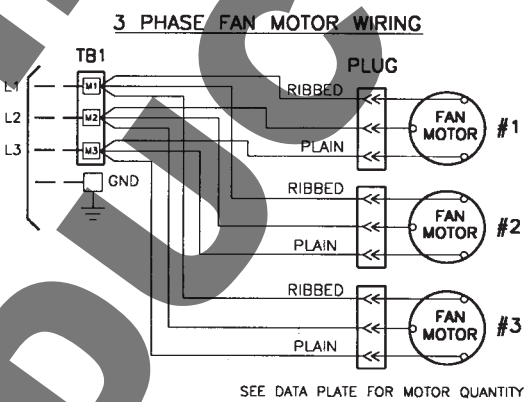 3 PHASE FAN MOTOR WIRING
TB1
PLUG
L1
M1
RIBBED
FAN
MOTOR
#1
L2
M2
L3
M3
PLAIN
GND
RIBBED
FAN
MOTOR
#2
PLAIN
RIBBED
FAN
MOTOR
#3
PLAIN
SEE DATA PLATE FOR MOTOR QUANTITY